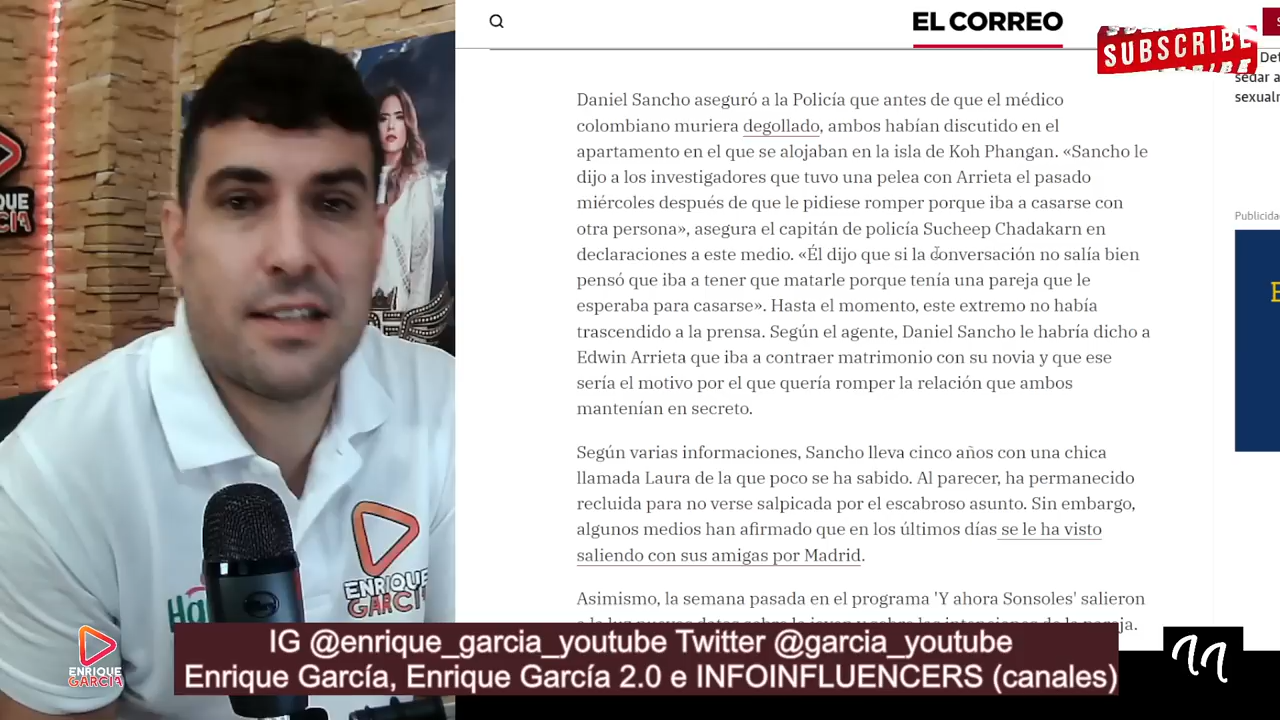 EL CORREO
SUBSCRIBE
Det
sedar a
sexualm
Daniel Sancho aseguró a la Policía que antes de que el médico
colombiano muriera degollado, ambos habían discutido en el
apartamento en el que se alojaban en la isla de Koh Phangan. «Sancho le
dijo a los investigadores que tuvo una pelea con Arrieta el pasado
miércoles después de que le pidiese romper porque iba a casarse con
otra persona», asegura el capitán de policía Sucheep Chadakarn en
declaraciones a este medio. «Él dijo que si la conversación no salía bien
pensó que iba a tener que matarle porque tenía una pareja que le
esperaba para casarse». Hasta el momento, este extremo no había
trascendido a la prensa. Según el agente, Daniel Sancho le habría dicho a
Edwin Arrieta que iba a contraer matrimonio con su novia y que ese
sería el motivo por el que quería romper la relación que ambos
mantenían en secreto.
Publicida
Según varias informaciones, Sancho lleva cinco años con una chica
llamada Laura de la que poco se ha sabido. Al parecer, ha permanecido
recluida para no verse salpicada por el escabroso asunto. Sin embargo,
algunos medios han afirmado que en los últimos días se le ha visto
saliendo con sus amigas por Madrid.
Asimismo, la semana pasada en el programa 'Y ahora Sonsoles' salieron
ENRIQUE
GARCÍA
IG @enrique_garcia_youtube Twitter @garcia_youtube
Enrique García, Enrique García 2.0 e INFONFLUENCERS (canales)
ENRIQUE
GARCÍA